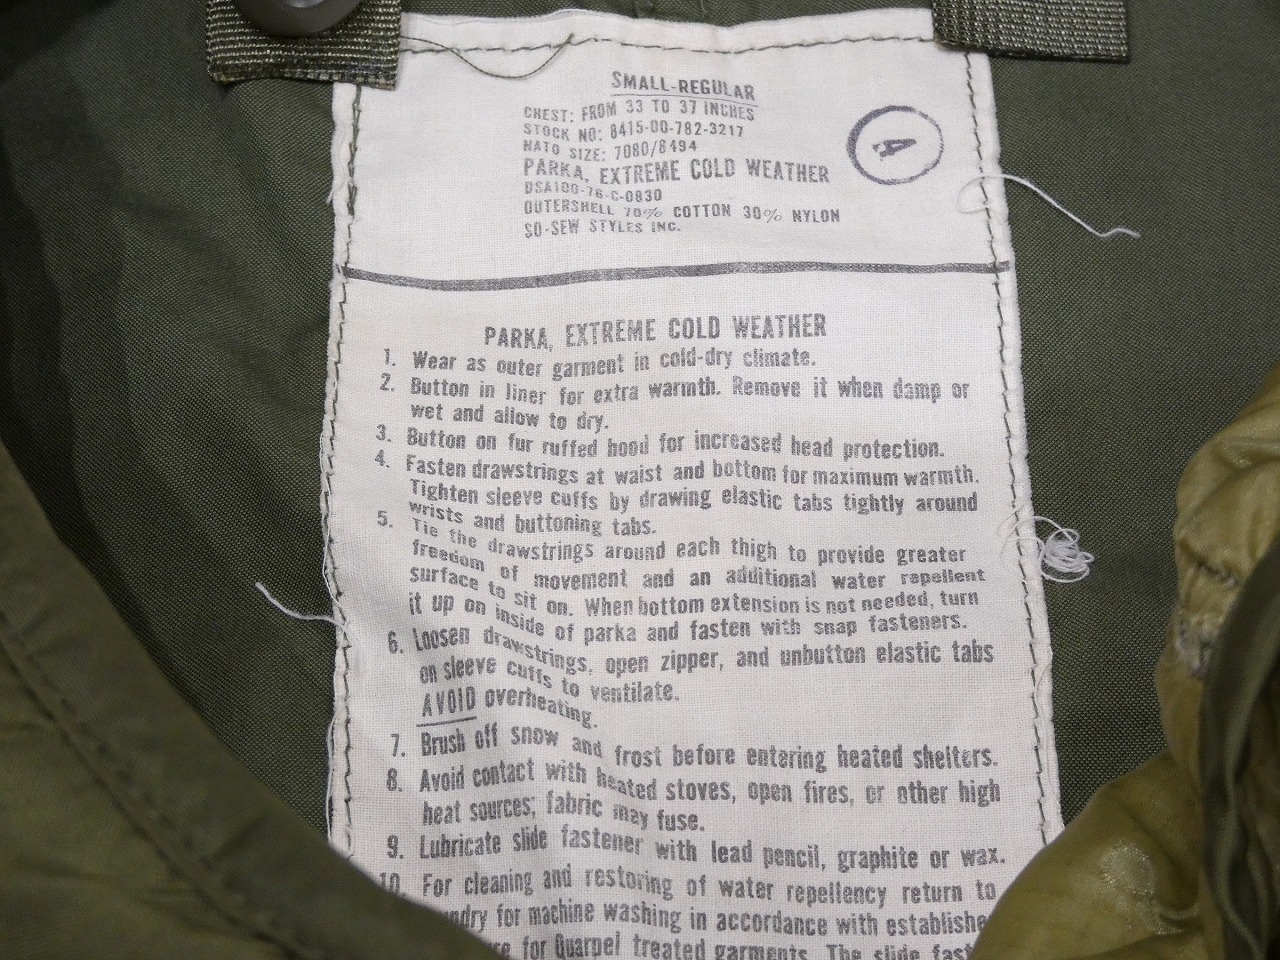 SMALL-REGULAR
CHEST: FROM 33 TO 37 INCHES
STOCK NO: 8415-00-782-3217
NATO SIZE: 7080/8494
PARKA, EXTREME COLD WEATHER
DSA100-76-C-0830
OUTERSHELL 70% COTTON 30% NYLON
SO-SEW STYLES INC.
4
PARKA, EXTREME COLD WEATHER
1. Wear as outer garment in cold-dry climate.
2. Button in liner for extra warmth. Remove it when damp or
wet and allow to dry.
3. Button on fur ruffed hood for increased head protection.
4. Fasten drawstrings at waist and bottom for maximum warmth.
Tighten sleeve cuffs by drawing elastic tabs tightly around
wrists and buttoning tabs.
5. Tie the drawstrings around each thigh to provide greater
freedom of movement and an additional water repellent
surface to sit on. When bottom extension is not needed, turn
it up on inside of parka and fasten with snap fasteners.
6. Loosen drawstrings, open zipper, and unbutton elastic tabs
on sleeve cuffs to ventilate.
AVOID overheating.
7. Brush off snow and frost before entering heated shelters.
8. Avoid contact with heated stoves, open fires, or other high
heat sources; fabric may fuse.
9. Lubricate slide fastener with lead pencil, graphite or wax.
10. For cleaning and restoring of water repellency return to
for machine washing in accordance with
for Quarpel treated garments. The slide